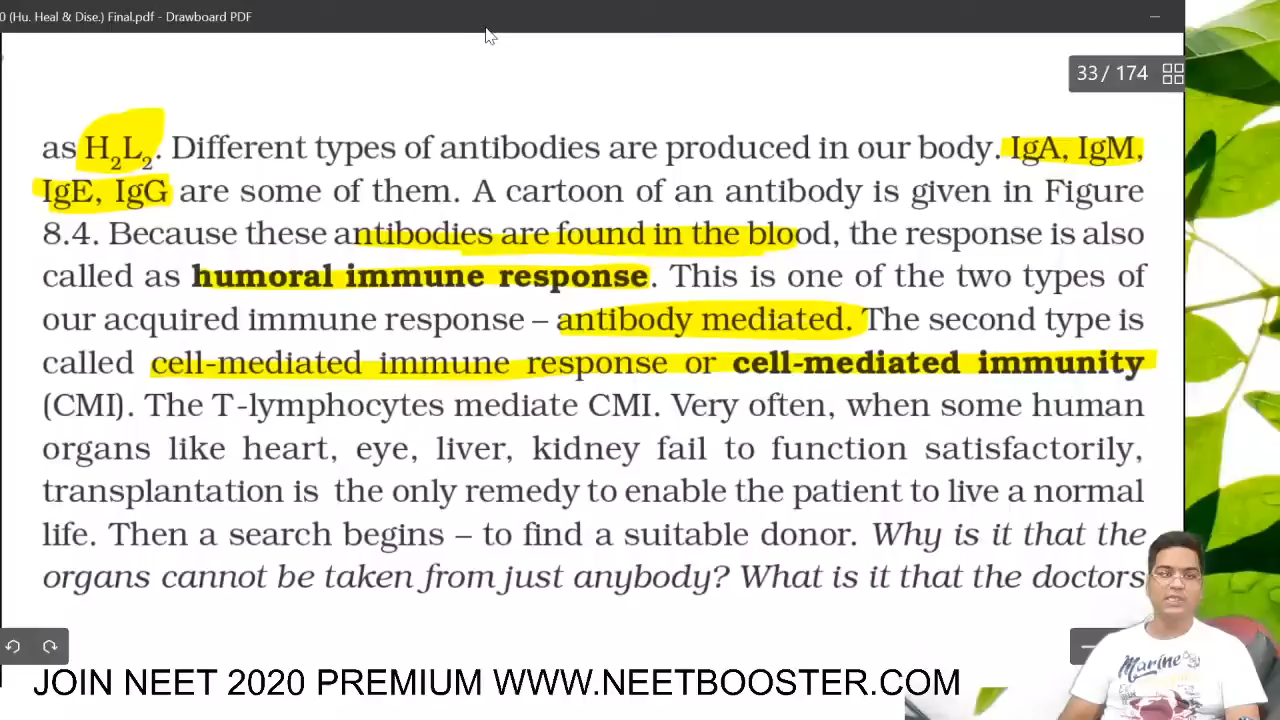 0 (Hu. Heal & Dise.) Final.pdf - Drawboard PDF
33 / 174
as H₂L₂. Different types of antibodies are produced in our body. IgA, IgM,
IgE, IgG are some of them. A cartoon of an antibody is given in Figure
8.4. Because these antibodies are found in the blood, the response is also
called as humoral immune response. This is one of the two types of
our acquired immune response – antibody mediated. The second type is
called cell-mediated immune response or cell-mediated immunity
(CMI). The T-lymphocytes mediate CMI. Very often, when some human
organs like heart, eye, liver, kidney fail to function satisfactorily,
transplantation is the only remedy to enable the patient to live a normal
life. Then a search begins – to find a suitable donor. Why is it that the
organs cannot be taken from just anybody? What is it that the doctors
Marine
JOIN NEET 2020 PREMIUM WWW.NEETBOOSTER.COM